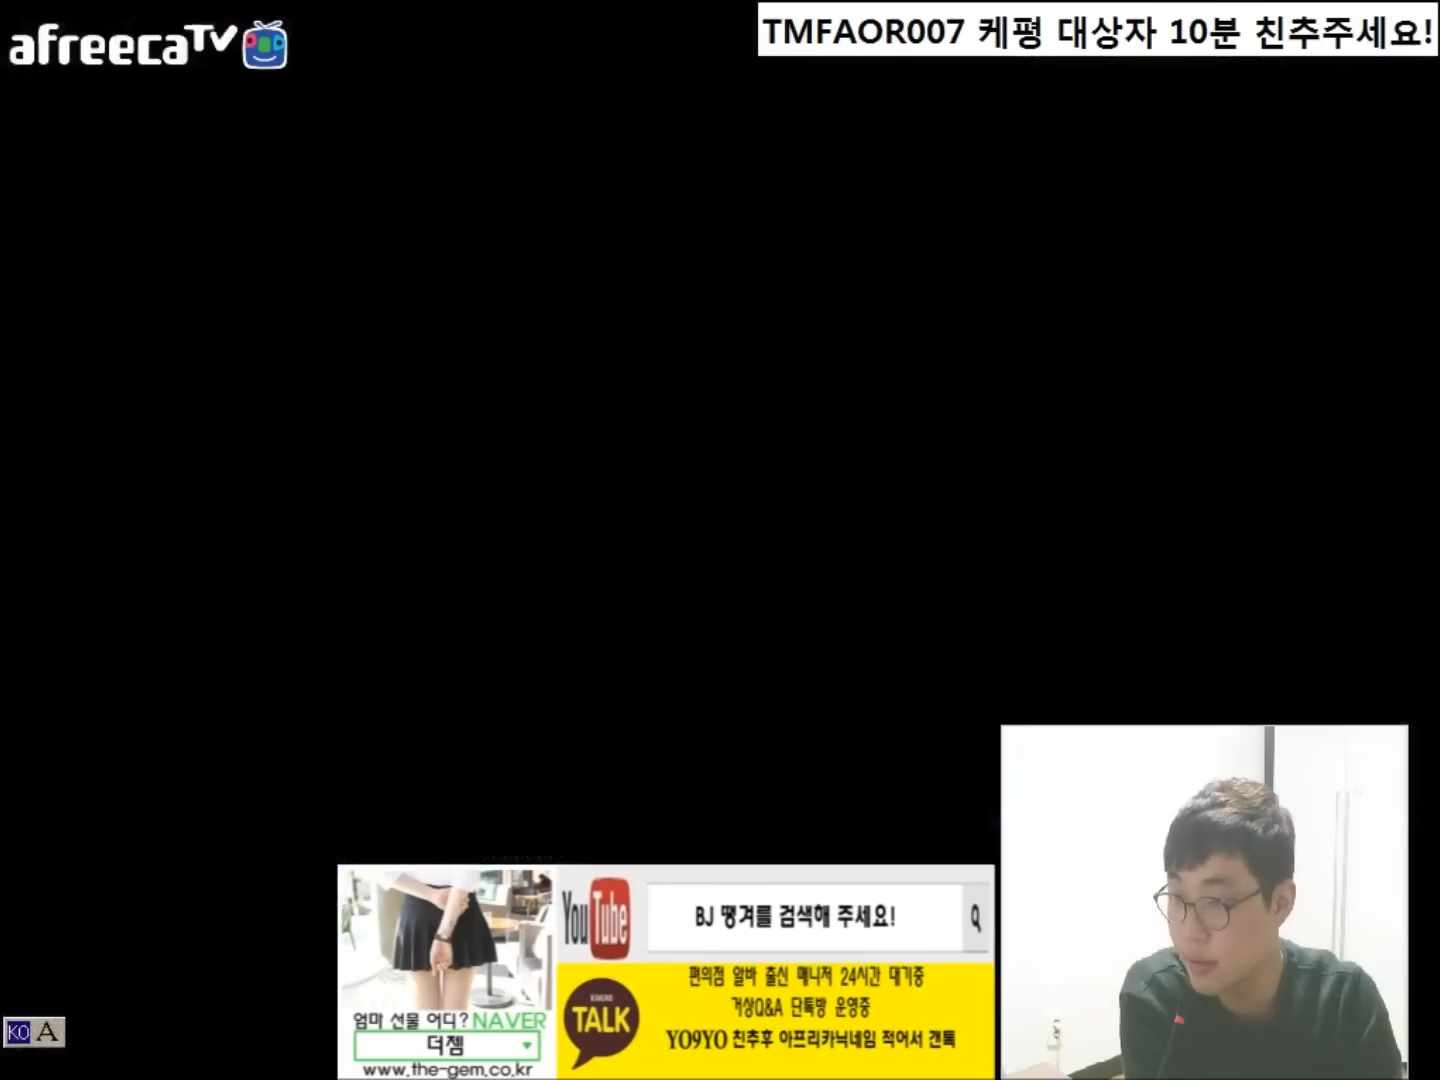 afreecaTV
TMFAOR007 케평 대상자 10분 친추주세요!
YouTube
BJ 땡겨를 검색해 주세요!
편의점 알바 출신 매니저 24시간 대기중
거상Q&A 단톡방 운영중
YO9YO 친추후 아프리카닉네임 적어서 갠톡
KAKAO
TALK
엄마 선물 어디? NAVER
더젬
www.the-gem.co.kr
KO A